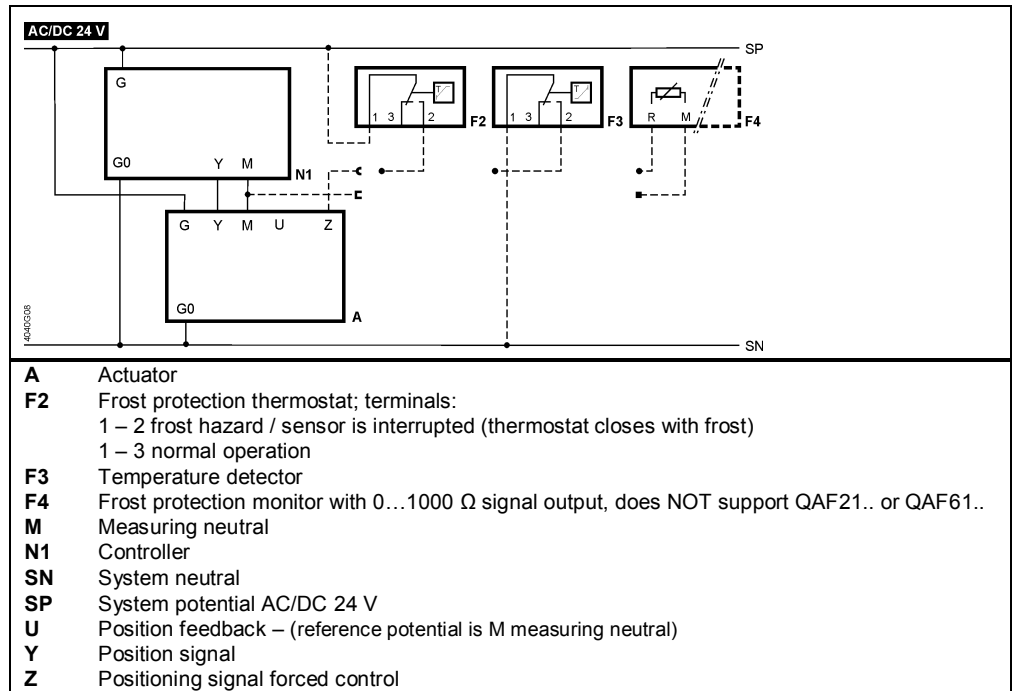 AC/DC 24 V
SP
G
G0 Y M
N1
T
1 3 2
F2
T
1 3 2
F3
R M
F4
G Y M U Z
G0
A
4040G08
SN
A Actuator
F2 Frost protection thermostat; terminals:
1 – 2 frost hazard / sensor is interrupted (thermostat closes with frost)
1 – 3 normal operation
F3 Temperature detector
F4 Frost protection monitor with 0…1000 Ω signal output, does NOT support QAF21.. or QAF61..
M Measuring neutral
N1 Controller
SN System neutral
SP System potential AC/DC 24 V
U Position feedback – (reference potential is M measuring neutral)
Y Position signal
Z Positioning signal forced control